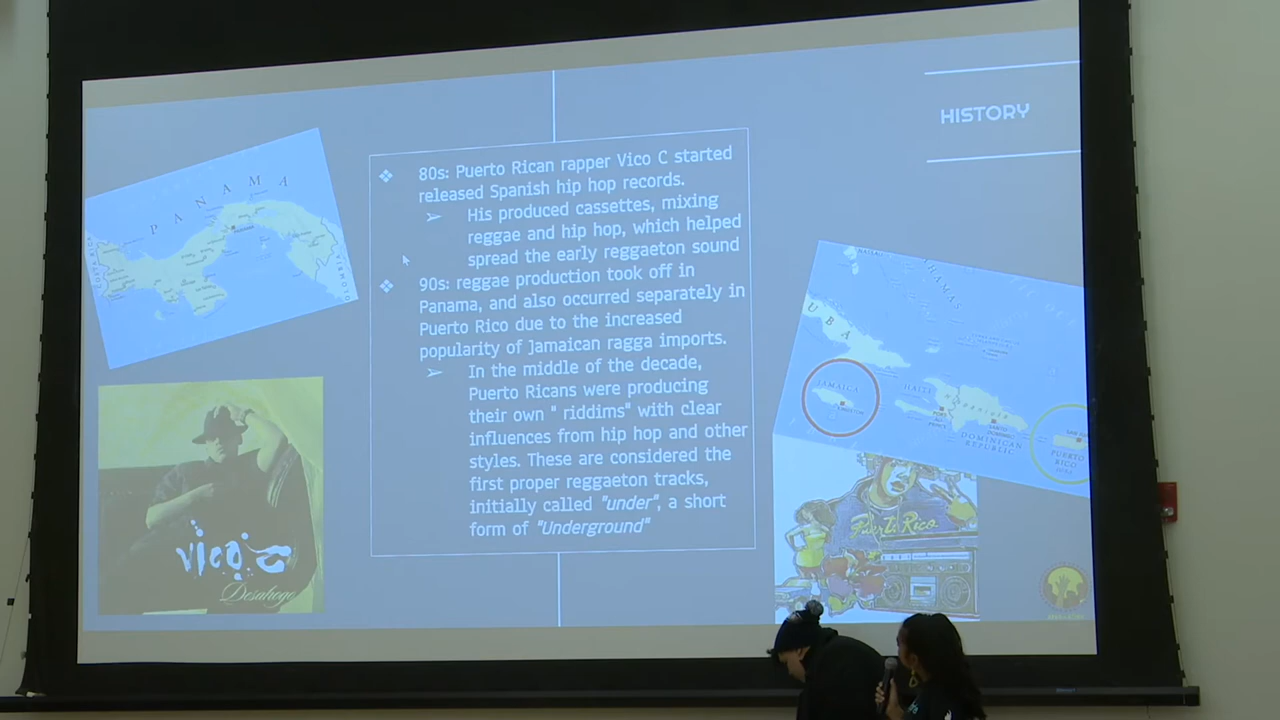 HISTORY
❖ 80s: Puerto Rican rapper Vico C started
released Spanish hip hop records.
➢ His produced cassettes, mixing
reggae and hip hop, which helped
spread the early reggaeton sound
❖ 90s: reggae production took off in
Panama, and also occurred separately in
Puerto Rico due to the increased
popularity of Jamaican ragga imports.
➢ In the middle of the decade,
Puerto Ricans were producing
their own " riddims" with clear
influences from hip hop and other
styles. These are considered the
first proper reggaeton tracks,
initially called "under", a short
form of "Underground"
PANAMA
vico C
Desahogo
JAMAICA
HAITI
DOMINICAN
REPUBLIC
PUERTO
RICO
Puerto Rico